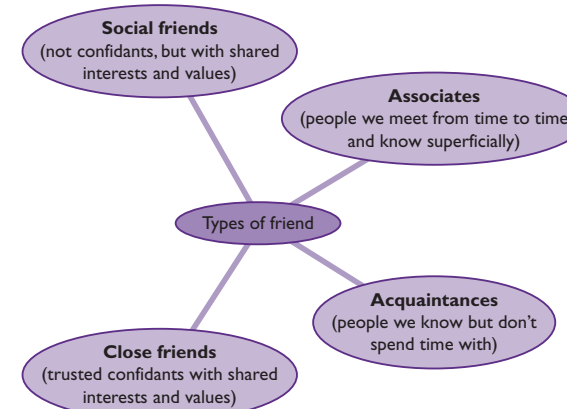 Social friends
(not confidants, but with shared
interests and values)
Associates
(people we meet from time to time
and know superficially)
Types of friend
Acquaintances
(people we know but don't
spend time with)
Close friends
(trusted confidants with shared
interests and values)